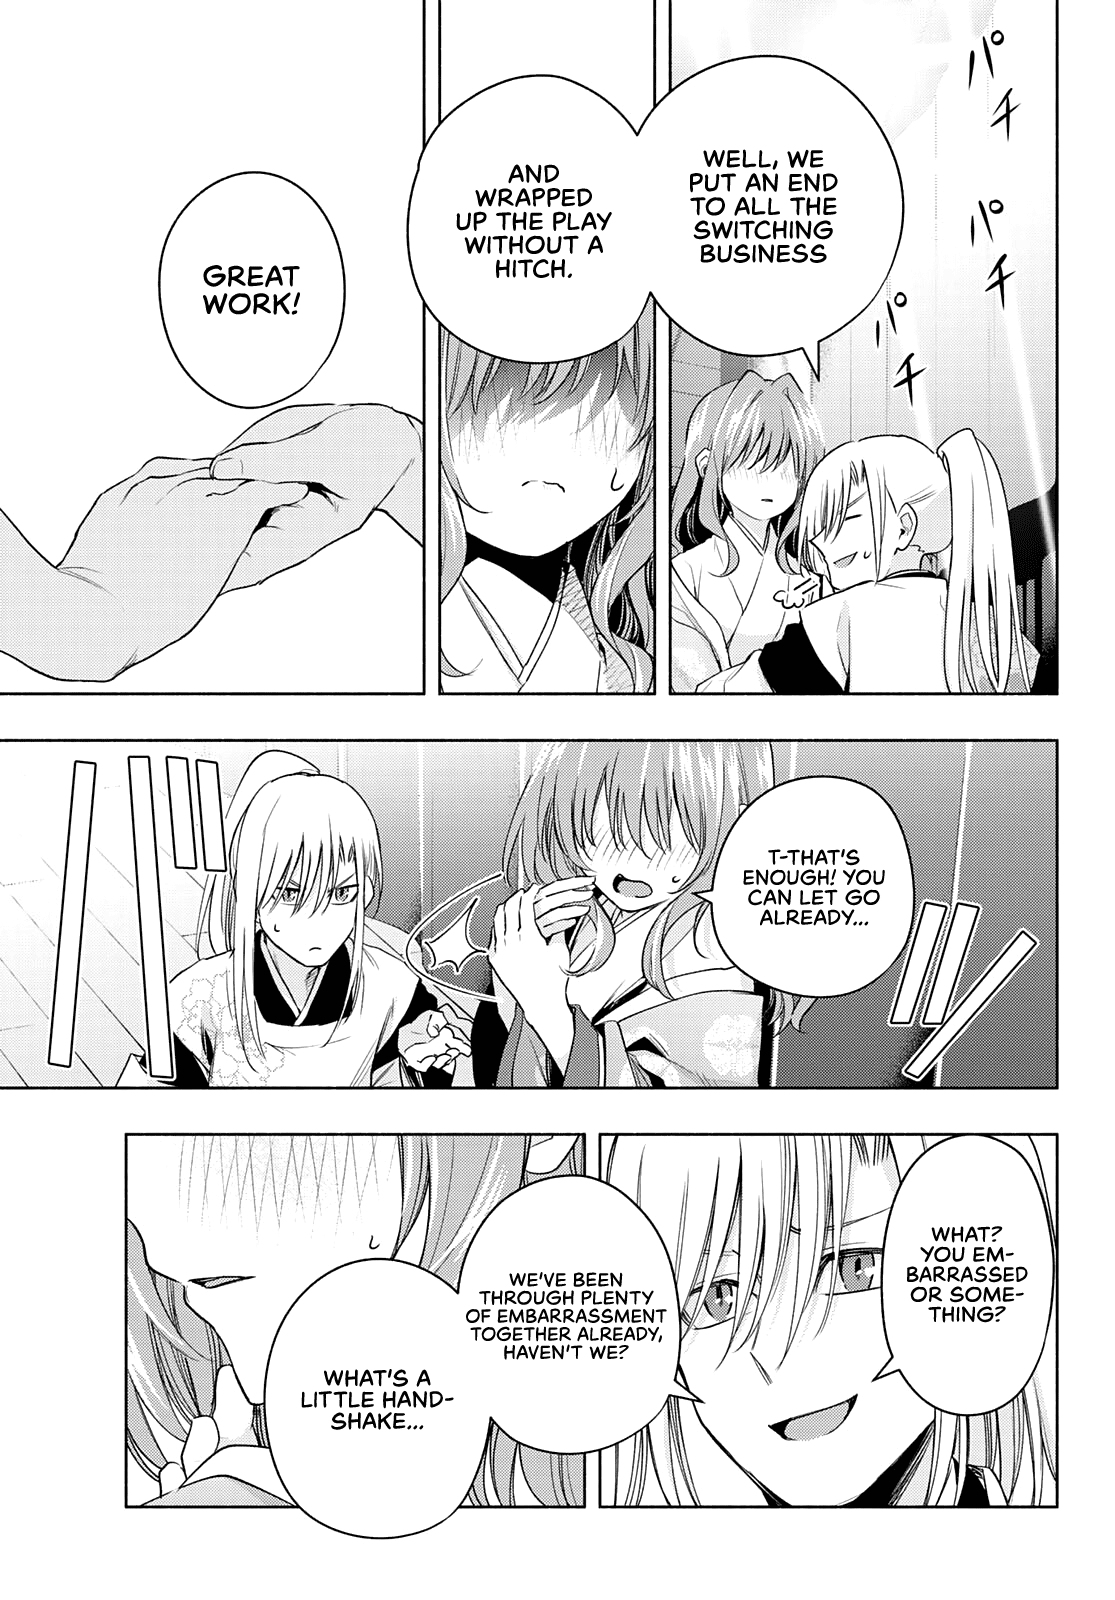 パチ
パチ
パチ
WELL, WE
PUT AN END
TO ALL THE
SWITCHING
BUSINESS
AND
WRAPPED
UP THE PLAY
WITHOUT A
HITCH.
GREAT
WORK!
T-THAT'S
ENOUGH! YOU
CAN LET GO
ALREADY...
WHAT?
YOU EM-
BARRASSED
OR SOME-
THING?
WE'VE BEEN
THROUGH PLENTY
OF EMBARRASSMENT
TOGETHER ALREADY,
HAVEN'T WE?
WHAT'S A
LITTLE HAND-
SHAKE...